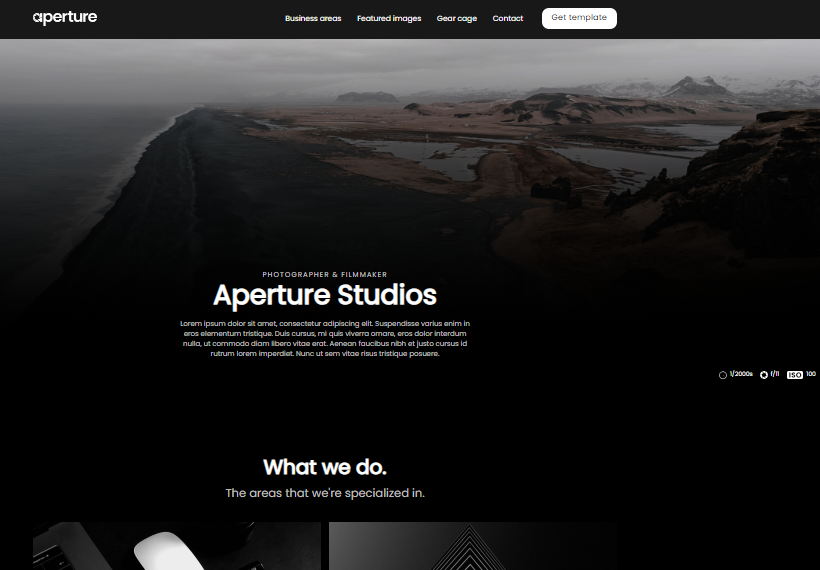 aperture
Business areas
Featured images
Gear cage
Contact
Get template
PHOTOGRAPHER & FILMMAKER
Aperture Studios
Lorem ipsum dolor sit amet, consectetur adipiscing elit. Suspendisse varius enim in
eros elementum tristique. Duis cursus, mi quis viverra ornare, eros dolor interdum
nulla, ut commodo diam libero vitae erat. Aenean faucibus nibh et justo cursus id
rutrum lorem imperdiet. Nunc ut sem vitae risus tristique posuere.
1/2000s
f/11
ISO 100
What we do.
The areas that we're specialized in.